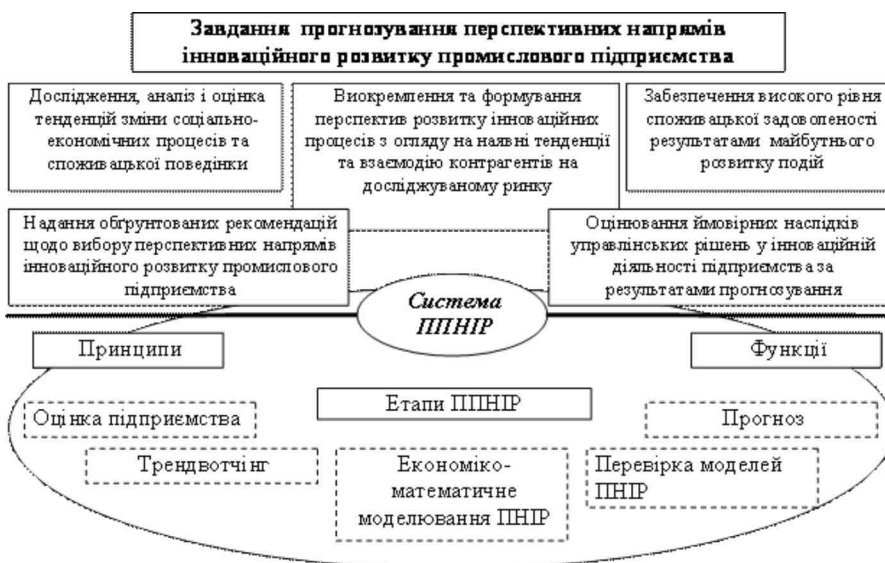 Завдання прогнозування перспективних напрямів
інноваційного розвитку промислового підприємства
Дослідження, аналіз і оцінка
тенденцій зміни соціально-
економічних процесів та
споживацької поведінки
Виокремлення та формування
перспектив розвитку інноваційних
процесів з огляду на наявні тенденції
та взаємодію контрагентів на
досліджуваному ринку
Забезпечення високого рівня
споживацької задоволеності
результатами майбутнього
розвитку подій
Надання обґрунтованих рекомендацій
щодо вибору перспективних напрямів
інноваційного розвитку промислового
підприємства
Оцінювання ймовірних наслідків
управлінських рішень у інноваційній
діяльності підприємства за
результатами прогнозування
Система
ППНІР
Принципи
Функції
Етапи ППНІР
Оцінка підприємства
Прогноз
Трендвотчінг
Економіко-
математичне
моделювання ПНІР
Перевірка моделей
ПНІР